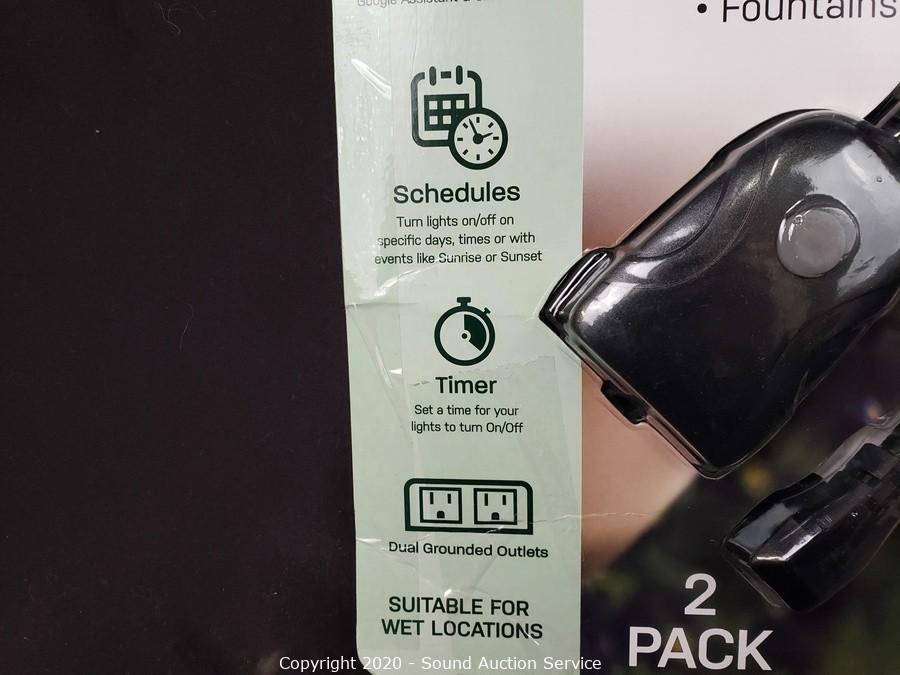 Google Assistant &
• Fountains
Schedules
Turn lights on/off on
specific days, times or with
events like Sunrise or Sunset
Timer
Set a time for your
lights to turn On/Off
Dual Grounded Outlets
SUITABLE FOR
WET LOCATIONS
2
PACK
Copyright 2020 - Sound Auction Service